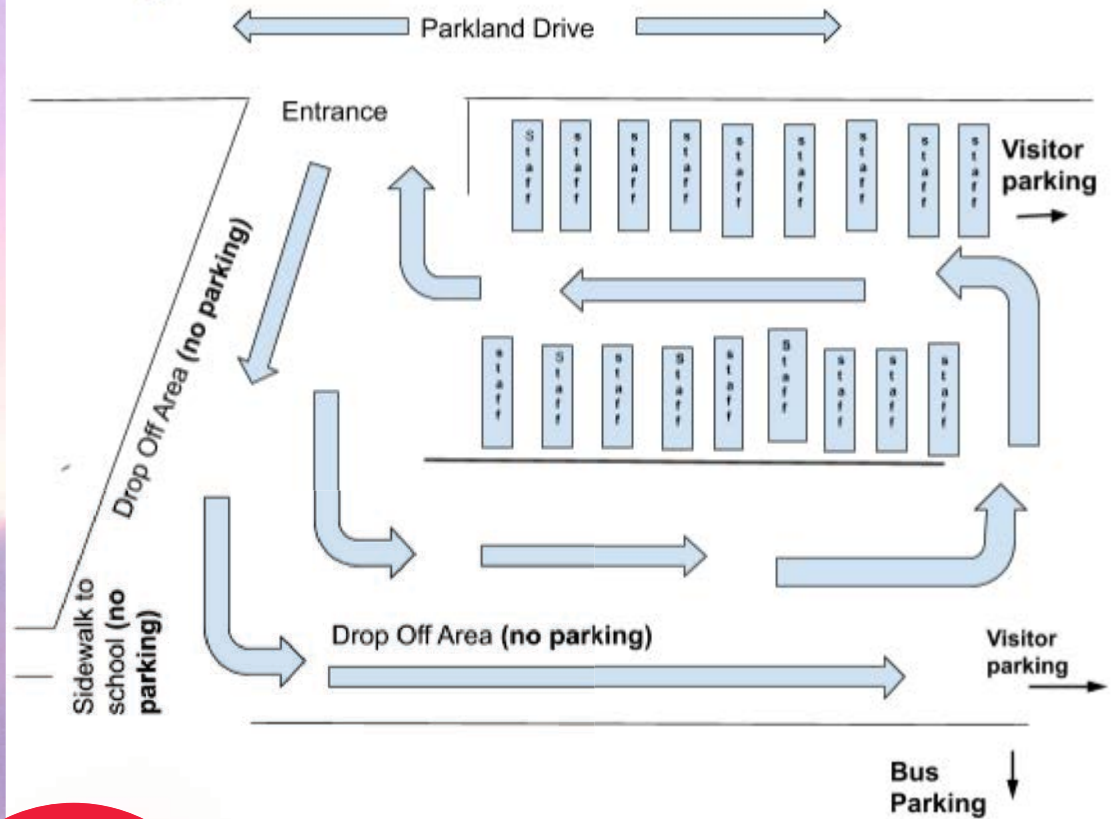 Parkland Drive
Entrance
Staff
staff
staff
staff
staff
staff
staff
staff
staff
Visitor
parking
Drop Off Area (no parking)
staff
Staff
staff
Staff
staff
Staff
staff
staff
staff
Sidewalk to
school (no
parking)
Drop Off Area (no parking)
Visitor
parking
Bus
Parking